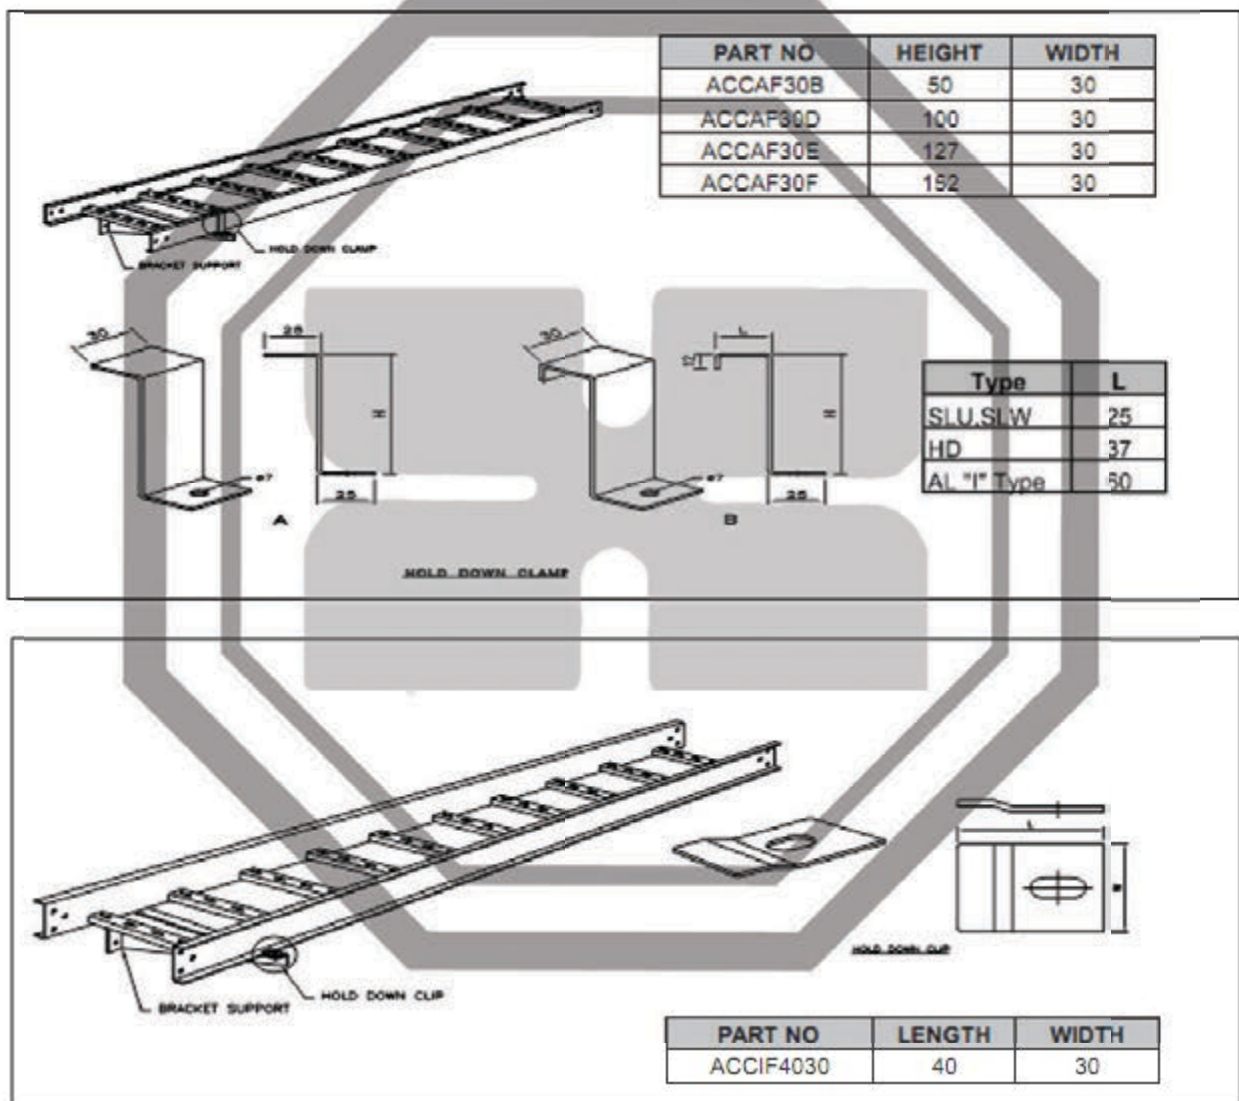 PART NO HEIGHT WIDTH
ACCAF30B 50 30
ACCAF30D 100 30
ACCAF30E 127 30
ACCAF30F 152 30
HOLD DOWN CLAMP
BRACKET SUPPORT
30
25
H
25
ø7
A
30
L
12
H
25
ø7
B
Type L
SLU,SLW 25
HD 37
AL "I" Type 60
HOLD DOWN CLAMP
L
HOLD DOWN CLIP
BRACKET SUPPORT
HOLD DOWN CLIP
PART NO LENGTH WIDTH
ACCIF4030 40 30